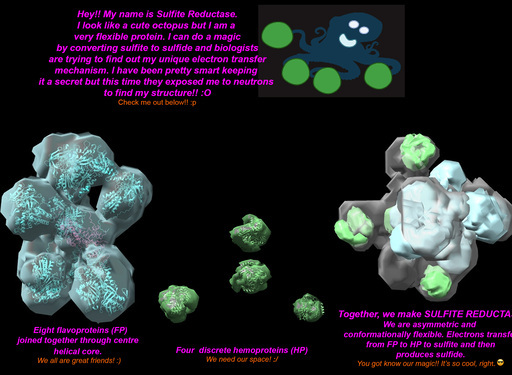 Hey!! My name is Sulfite Reductase.
I look like a cute octopus but I am a
very flexible protein. I can do a magic
by converting sulfite to sulfide and biologists
are trying to find out my unique electron transfer
mechanism. I have been pretty smart keeping
it a secret but this time they exposed me to neutrons
to find my structure!! :O
Check me out below!! :p
Eight flavoproteins (FP)
joined together through centre
helical core.
We all are great friends! :)
Four discrete hemoproteins (HP)
We need our space! :/
Together, we make SULFITE REDUCTA
We are asymmetric and
conformationally flexible. Electrons transfe
from FP to HP to sulfite and then
produces sulfide.
You got know our magic!! It's so cool, right. 😎